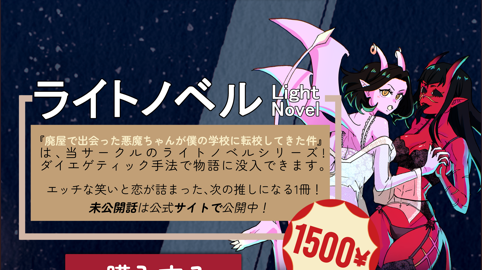 ライトノベル
Light
Novel
『廃屋で出会った悪魔ちゃんが僕の学校に転校してきた件』
は、当サークルのライトノベルシリーズ！
ダイエゲティック手法で物語に没入できます。
エッチな笑いと恋が詰まった、次の推しになる1冊！
未公開話は公式サイトで公開中！
1500¥